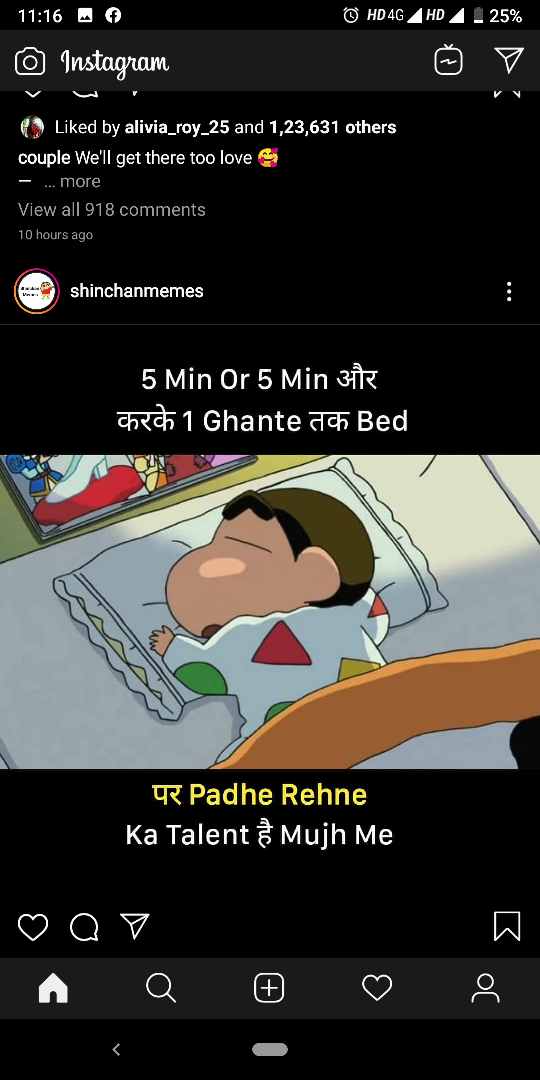 11:16 HD 4G HD 25%
Instagram
Liked by alivia_roy_25 and 1,23,631 others
couple We'll get there too love 🥰
— ... more
View all 918 comments
10 hours ago
shinchanmemes
5 Min Or 5 Min और
करके 1 Ghante तक Bed
पर Padhe Rehne
Ka Talent है Mujh Me